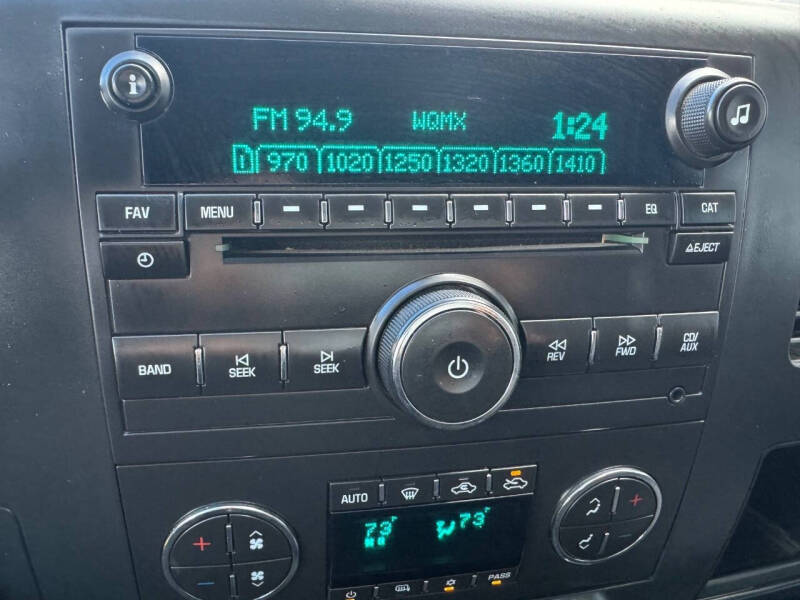 i
FM 94.9 WQMX 1:24
D 970 1020 1250 1320 1360 1410
FAV MENU EQ CAT
EJECT
BAND SEEK SEEK REV FWD CD/AUX
AUTO
73°F 73°F
PASS